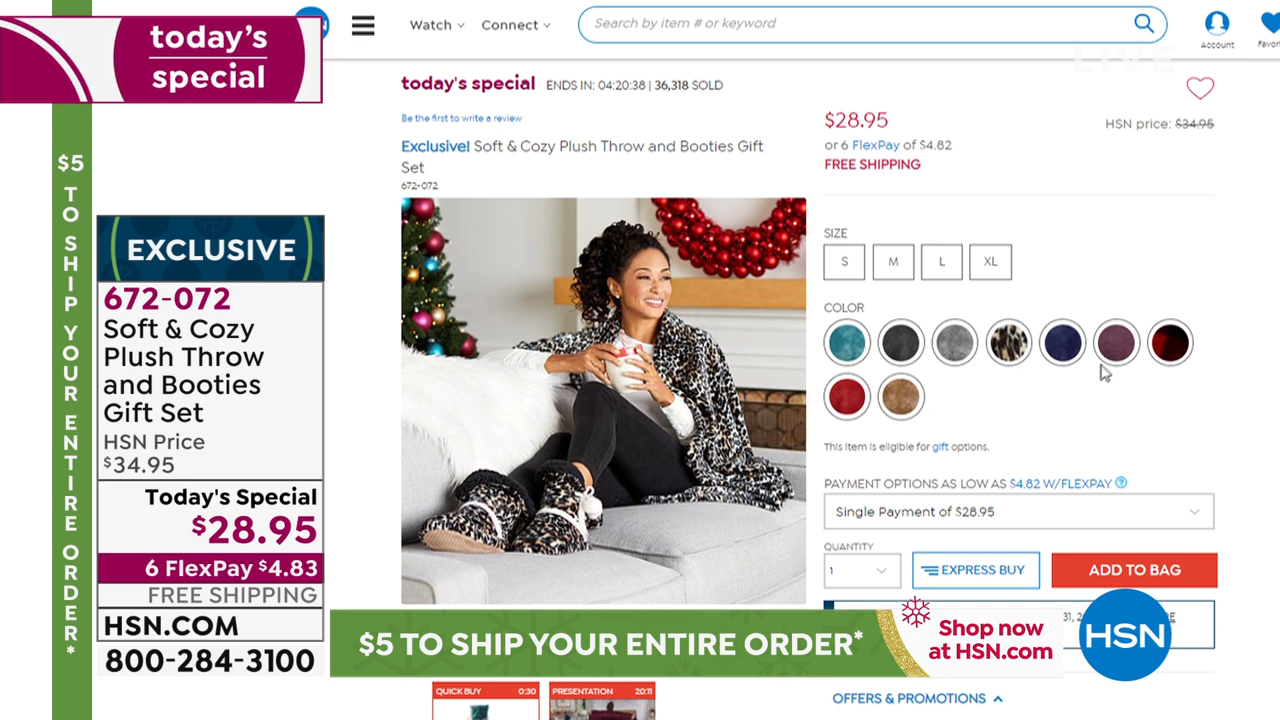 today's
special
$5
TO SHIP YOUR ENTIRE ORDER*
EXCLUSIVE
672-072
Soft & Cozy
Plush Throw
and Booties
Gift Set
HSN Price
$34.95
Today's Special
$28.95
6 FlexPay $4.83
FREE SHIPPING
HSN.COM
800-284-3100
Watch
Connect
Search by item # or keyword
Account
LIVE
today's special ENDS IN: 04:20:38 | 36,318 SOLD
Be the first to write a review
Exclusive! Soft & Cozy Plush Throw and Booties Gift
Set
672-072
$28.95
HSN price: $34.95
or 6 FlexPay of $4.82
FREE SHIPPING
SIZE
S M L XL
COLOR
This item is eligible for gift options.
PAYMENT OPTIONS AS LOW AS $4.82 W/FLEXPAY ?
Single Payment of $28.95
QUANTITY
1
EXPRESS BUY
ADD TO BAG
$5 TO SHIP YOUR ENTIRE ORDER*
Shop now
at HSN.com
HSN
QUICK BUY 0:30
PRESENTATION 20:11
OFFERS & PROMOTIONS